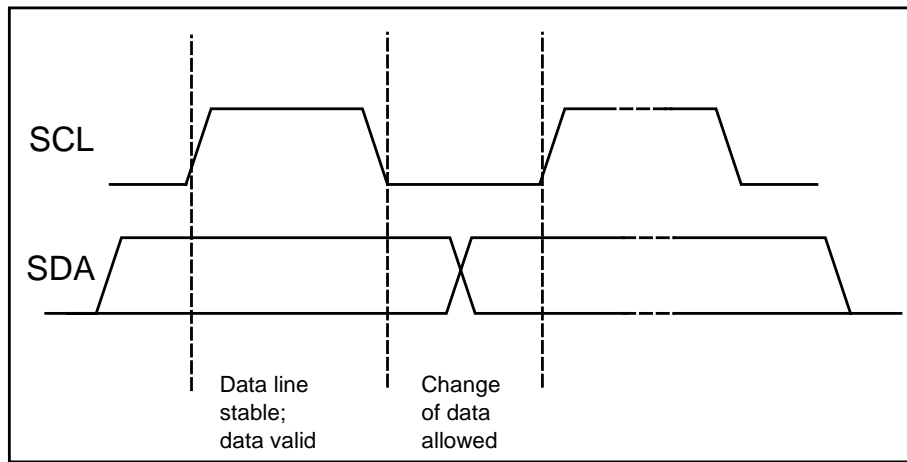 SCL
SDA
Data line
stable;
data valid
Change
of data
allowed